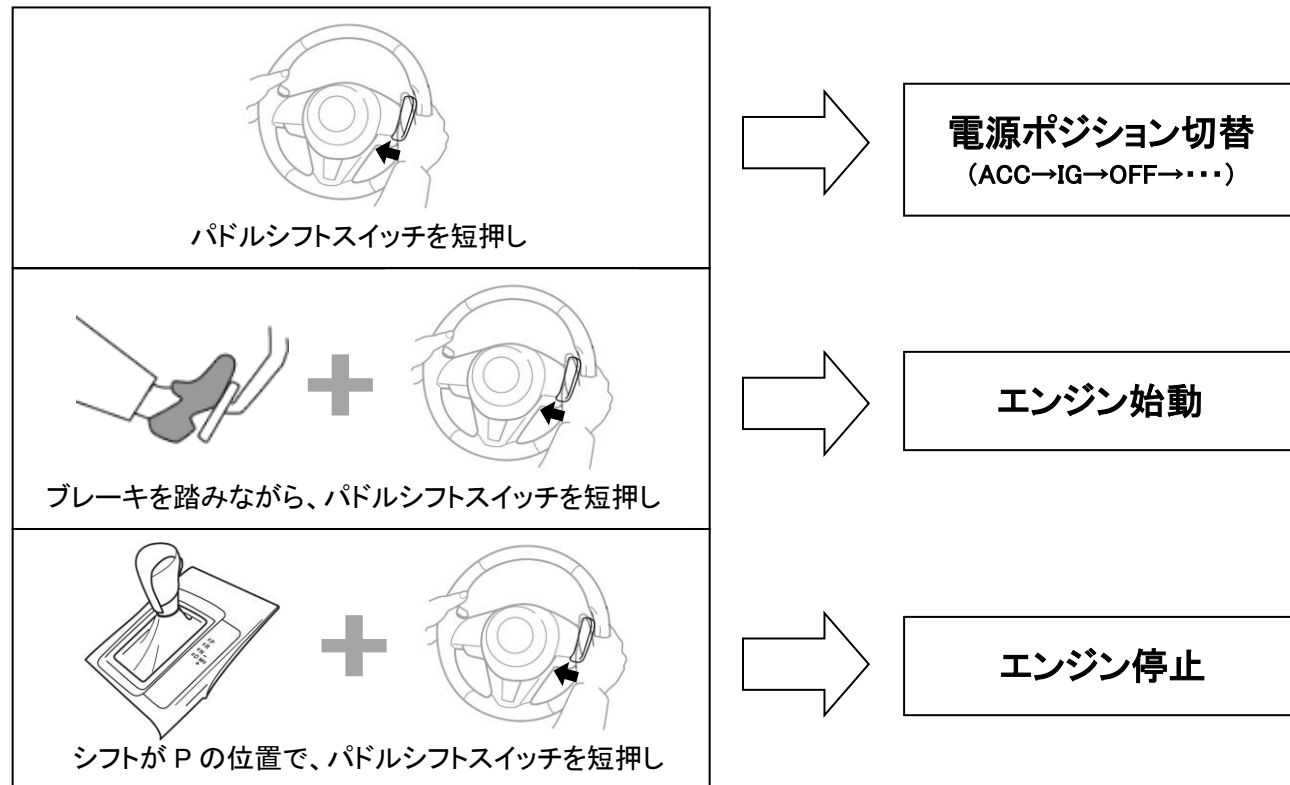 パドルシフトスイッチを短押し
電源ポジション切替
(ACC→IG→OFF→･･･)
ブレーキを踏みながら、パドルシフトスイッチを短押し
エンジン始動
シフトが P の位置で、パドルシフトスイッチを短押し
エンジン停止